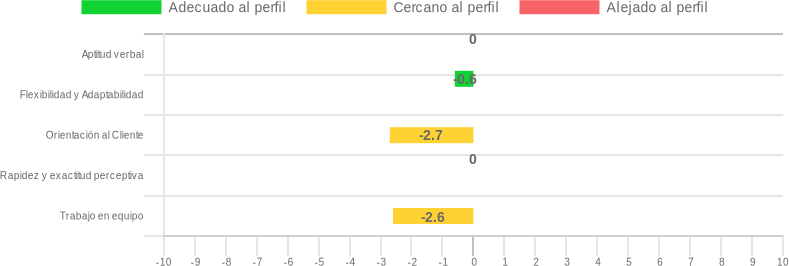 Adecuado al perfil Cercano al perfil Alejado al perfil
0
Aptitud verbal
-0.6
Flexibilidad y Adaptabilidad
Orientación al Cliente -2.7
0
Rapidez y exactitud perceptiva
Trabajo en equipo -2.6
-10 -9 -8 -7 -6 -5 -4 -3 -2 -1 0 1 2 3 4 5 6 7 8 9 10